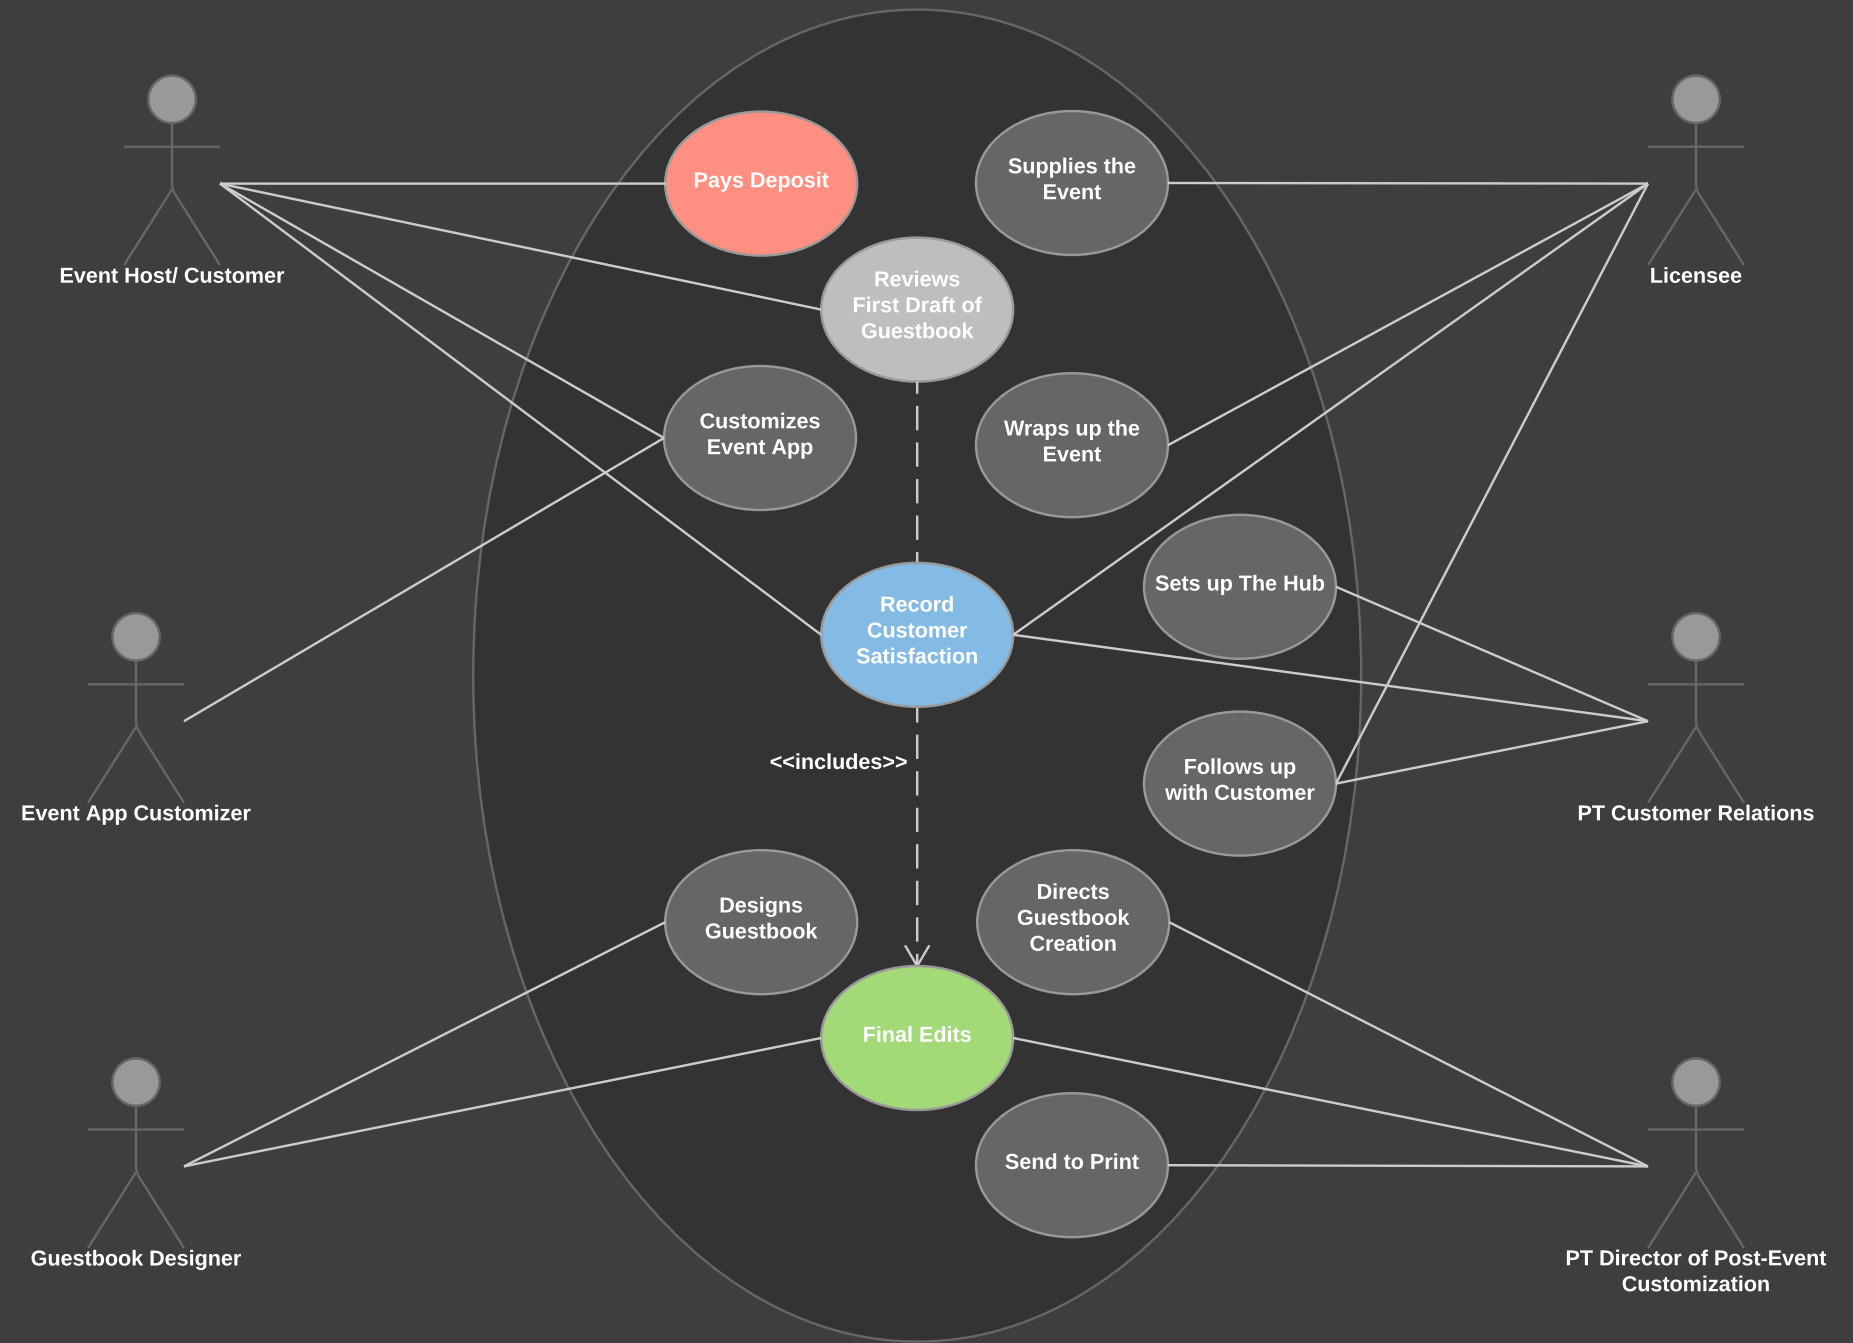 Pays Deposit
Supplies the
Event
Event Host/ Customer
Licensee
Reviews
First Draft of
Guestbook
Customizes
Event App
Wraps up the
Event
Sets up The Hub
Record
Customer
Satisfaction
<<includes>>
Follows up
with Customer
Event App Customizer
PT Customer Relations
Designs
Guestbook
Directs
Guestbook
Creation
Final Edits
Send to Print
Guestbook Designer
PT Director of Post-Event
Customization